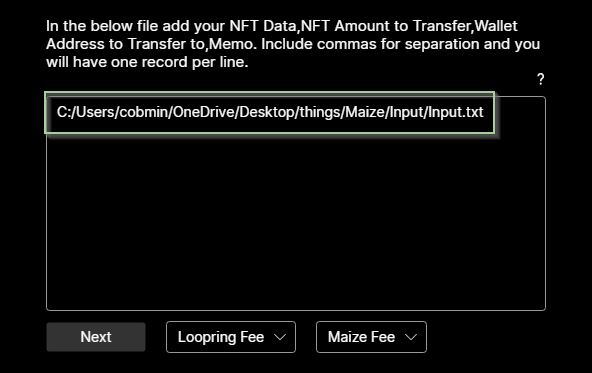 In the below file add your NFT Data,NFT Amount to Transfer,Wallet
Address to Transfer to,Memo. Include commas for separation and you
will have one record per line.
?
C:/Users/cobmin/OneDrive/Desktop/things/Maize/Input/Input.txt
Next
Loopring Fee
Maize Fee